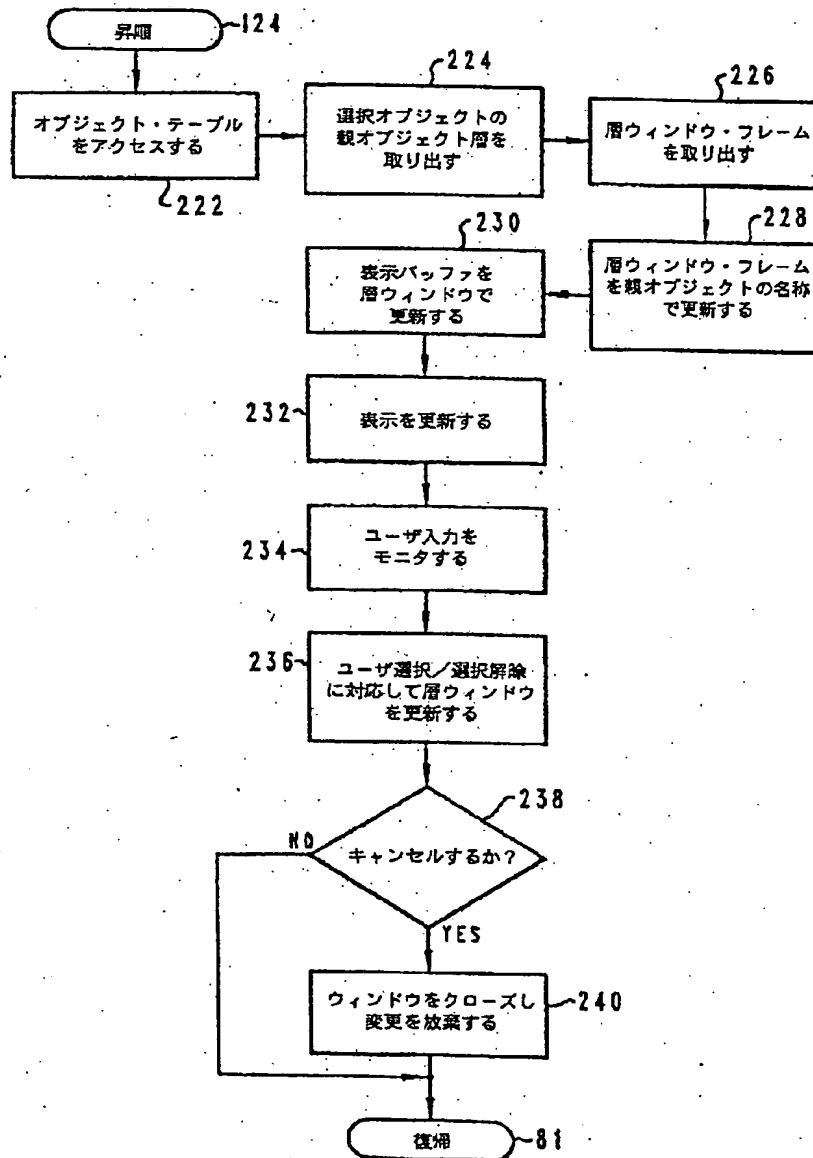 昇順
124
オブジェクト・テーブル
をアクセスする
222
224
選択オブジェクトの
親オブジェクト層を
取り出す
226
層ウィンドウ・フレーム
を取り出す
228
層ウィンドウ・フレーム
を親オブジェクトの名称
で更新する
230
表示バッファを
層ウィンドウで
更新する
232
表示を更新する
234
ユーザ入力を
モニタする
236
ユーザ選択/選択解除
に対応して層ウィンドウ
を更新する
238
キャンセルするか?
NO
YES
ウィンドウをクローズし
変更を放棄する
240
復帰
81